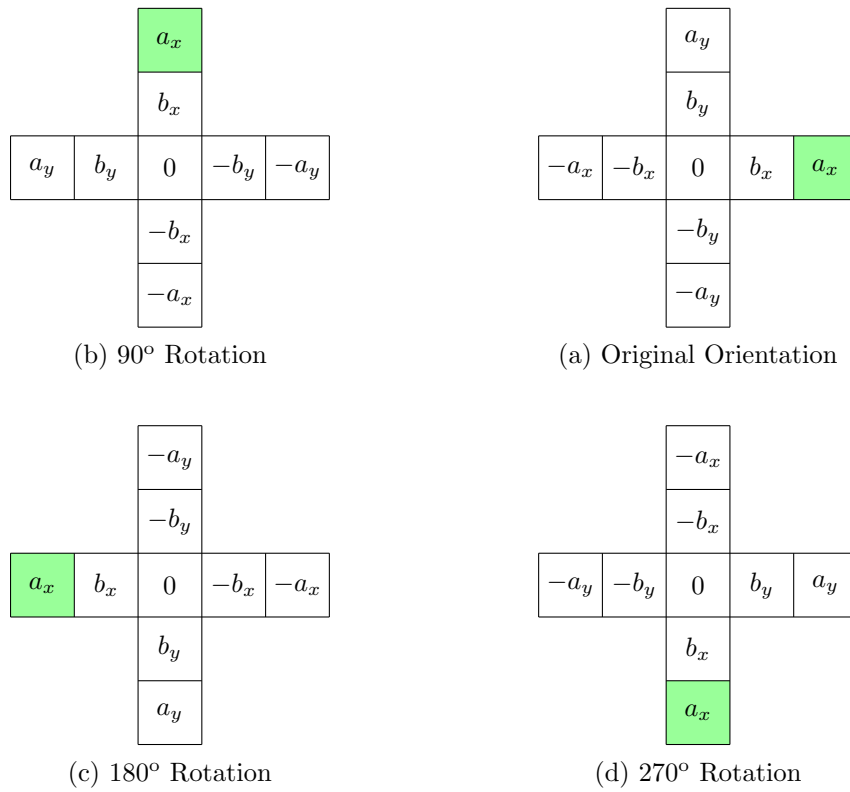 a_x a_y
b_x b_y
a_y b_y 0 −b_y −a_y −a_x −b_x 0 b_x a_x
−b_x −b_y
−a_x −a_y
(b) 90º Rotation (a) Original Orientation
−a_y −a_x
−b_y −b_x
a_x b_x 0 −b_x −a_x −a_y −b_y 0 b_y a_y
b_y b_x
a_y a_x
(c) 180º Rotation (d) 270º Rotation